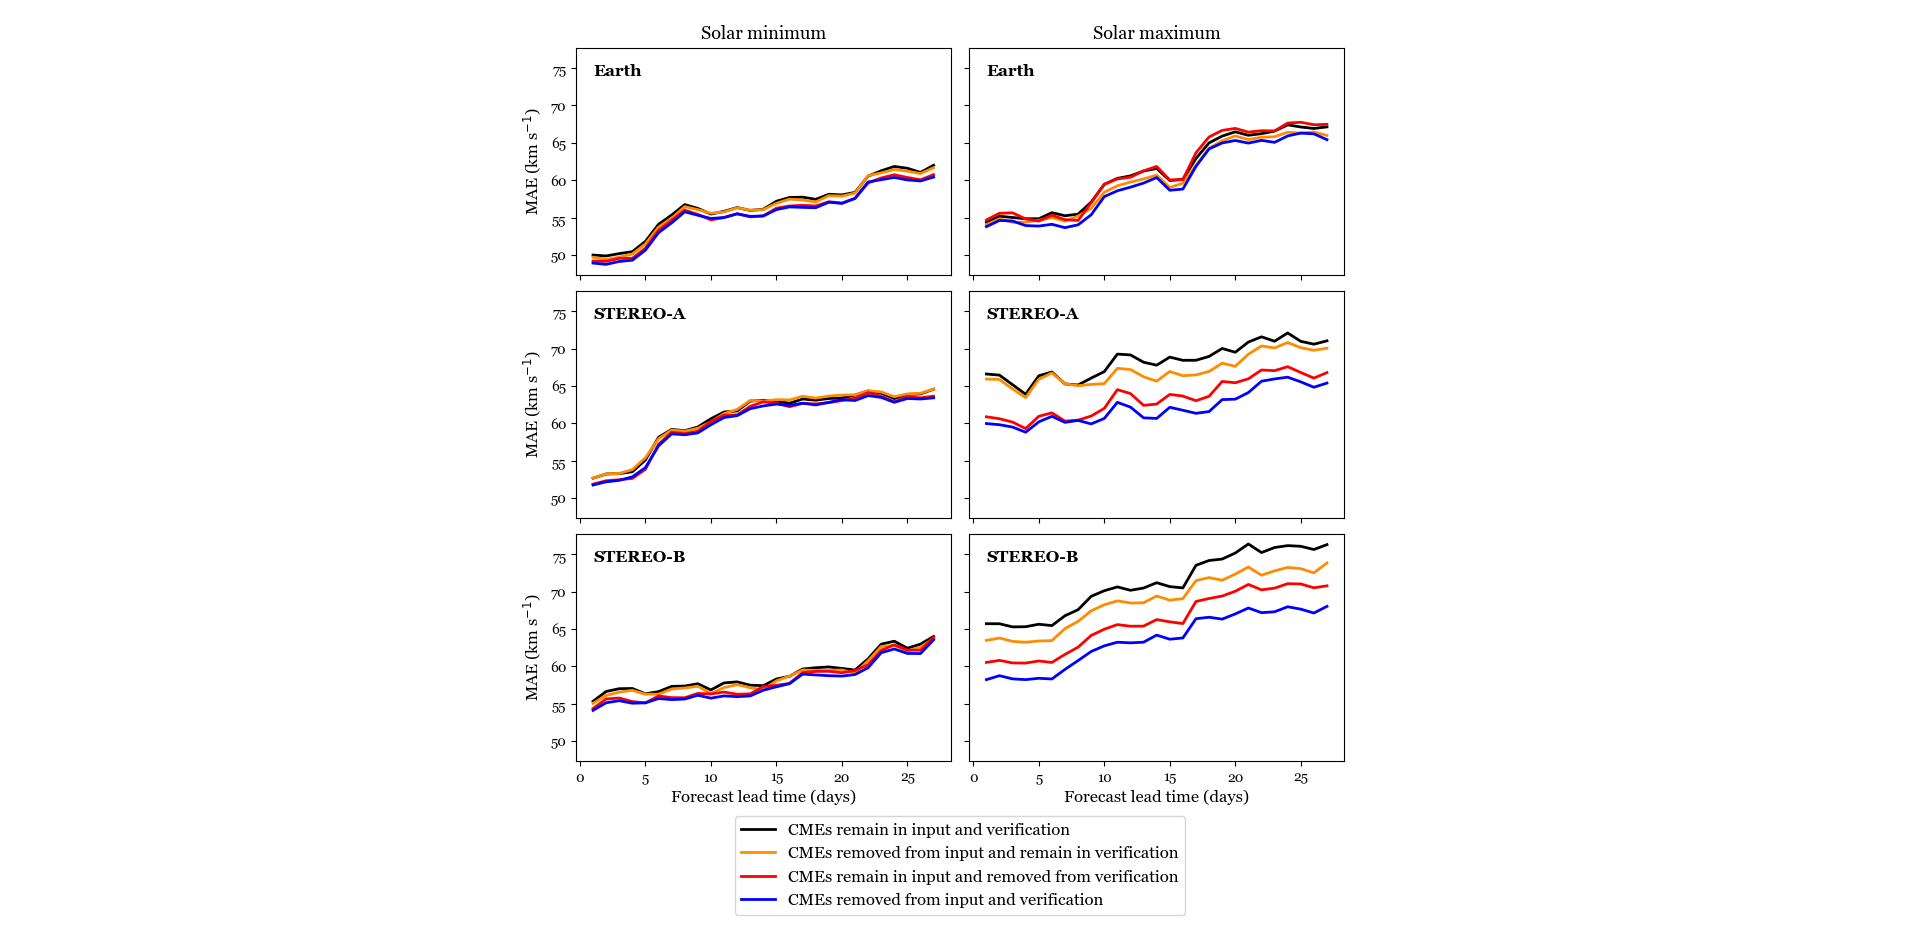 Solar minimum
Solar maximum
Earth
Earth
75
70
65
60
55
50
MAE (km s⁻¹)
STEREO-A
STEREO-A
75
70
65
60
55
50
MAE (km s⁻¹)
STEREO-B
STEREO-B
75
70
65
60
55
50
MAE (km s⁻¹)
0 5 10 15 20 25
0 5 10 15 20 25
Forecast lead time (days)
Forecast lead time (days)
CMEs remain in input and verification
CMEs removed from input and remain in verification
CMEs remain in input and removed from verification
CMEs removed from input and verification